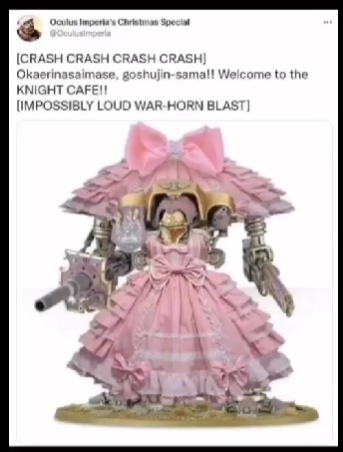 Oculus Imperia's Christmas Special
@OculusImperia
[CRASH CRASH CRASH CRASH]
Okaerinasaimase, goshujin-sama!! Welcome to the
KNIGHT CAFE!!
[IMPOSSIBLY LOUD WAR-HORN BLAST]